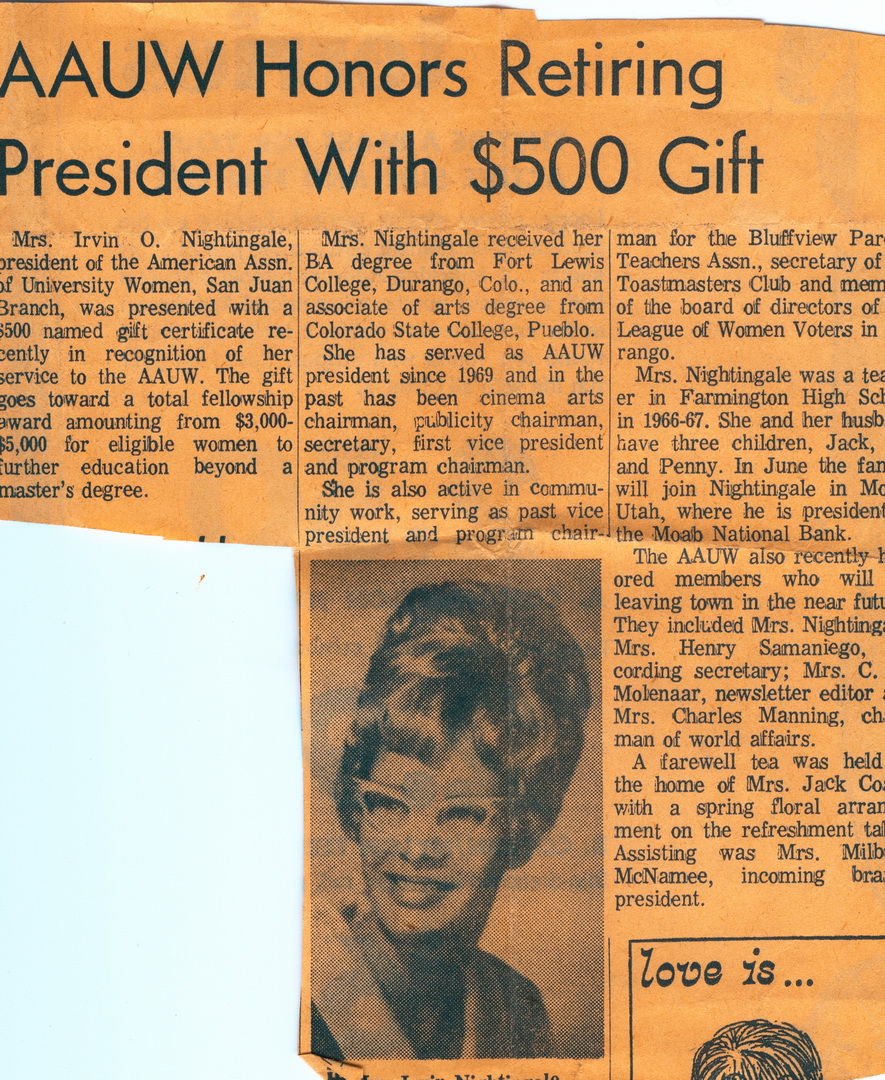 AAUW Honors Retiring
President With $500 Gift
Mrs. Irvin O. Nightingale,
president of the American Assn.
of University Women, San Juan
Branch, was presented with a
$500 named gift certificate re-
cently in recognition of her
service to the AAUW. The gift
goes toward a total fellowship
award amounting from $3,000-
$5,000 for eligible women to
further education beyond a
master's degree.
Mrs. Nightingale received her
BA degree from Fort Lewis
College, Durango, Colo., and an
associate of arts degree from
Colorado State College, Pueblo.
She has served as AAUW
president since 1969 and in the
past has been cinema arts
chairman, publicity chairman,
secretary, first vice president
and program chairman.
She is also active in commu-
nity work, serving as past vice
president and program chair-
man for the Bluffview Par
Teachers Assn., secretary of
Toastmasters Club and mem
of the board of directors of
League of Women Voters in
rango.
Mrs. Nightingale was a tea
er in Farmington High Sch
in 1966-67. She and her husb
have three children, Jack,
and Penny. In June the fam
will join Nightingale in Mo
Utah, where he is president
the Moab National Bank.
The AAUW also recently h
ored members who will
leaving town in the near futu
They included Mrs. Nightinga
Mrs. Henry Samaniego,
cording secretary; Mrs. C.
Molenaar, newsletter editor a
Mrs. Charles Manning, cha
man of world affairs.
A farewell tea was held
the home of Mrs. Jack Coa
with a spring floral arran
ment on the refreshment tab
Assisting was Mrs. Milb
McNamee, incoming bra
president.
love is...
Irvin Nightingale